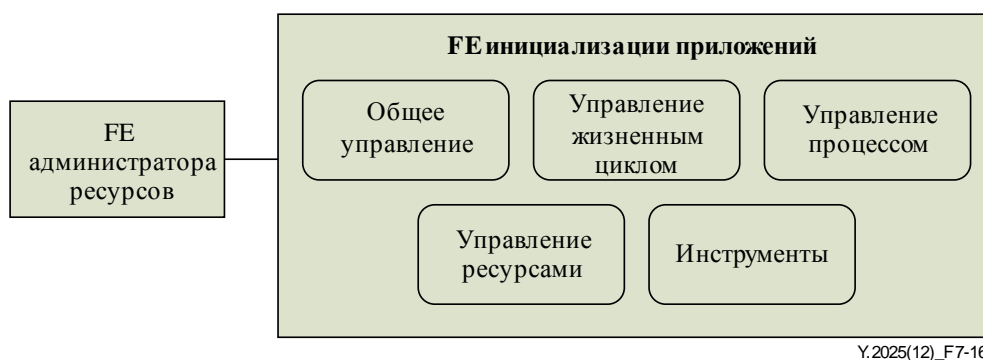 FE инициализации приложений
Общее
управление
Управление
жизненным
циклом
Управление
процессом
FE
администратора
ресурсов
Управление
ресурсами
Инструменты
Y.2025(12)_F7-16